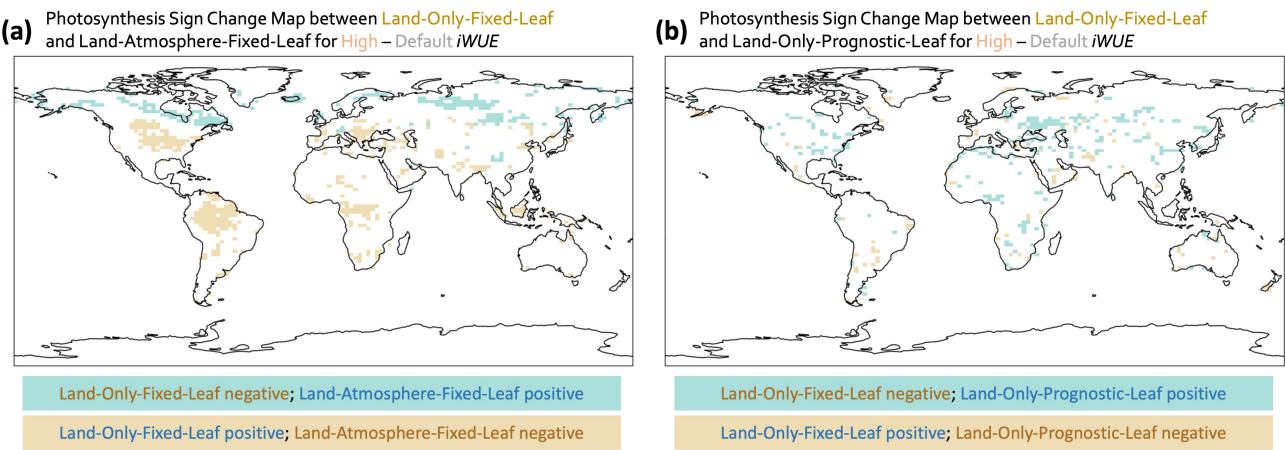 (a)
Photosynthesis Sign Change Map between Land-Only-Fixed-Leaf
and Land-Atmosphere-Fixed-Leaf for High – Default iWUE
Land-Only-Fixed-Leaf negative; Land-Atmosphere-Fixed-Leaf positive
Land-Only-Fixed-Leaf positive; Land-Atmosphere-Fixed-Leaf negative
(b)
Photosynthesis Sign Change Map between Land-Only-Fixed-Leaf
and Land-Only-Prognostic-Leaf for High – Default iWUE
Land-Only-Fixed-Leaf negative; Land-Only-Prognostic-Leaf positive
Land-Only-Fixed-Leaf positive; Land-Only-Prognostic-Leaf negative